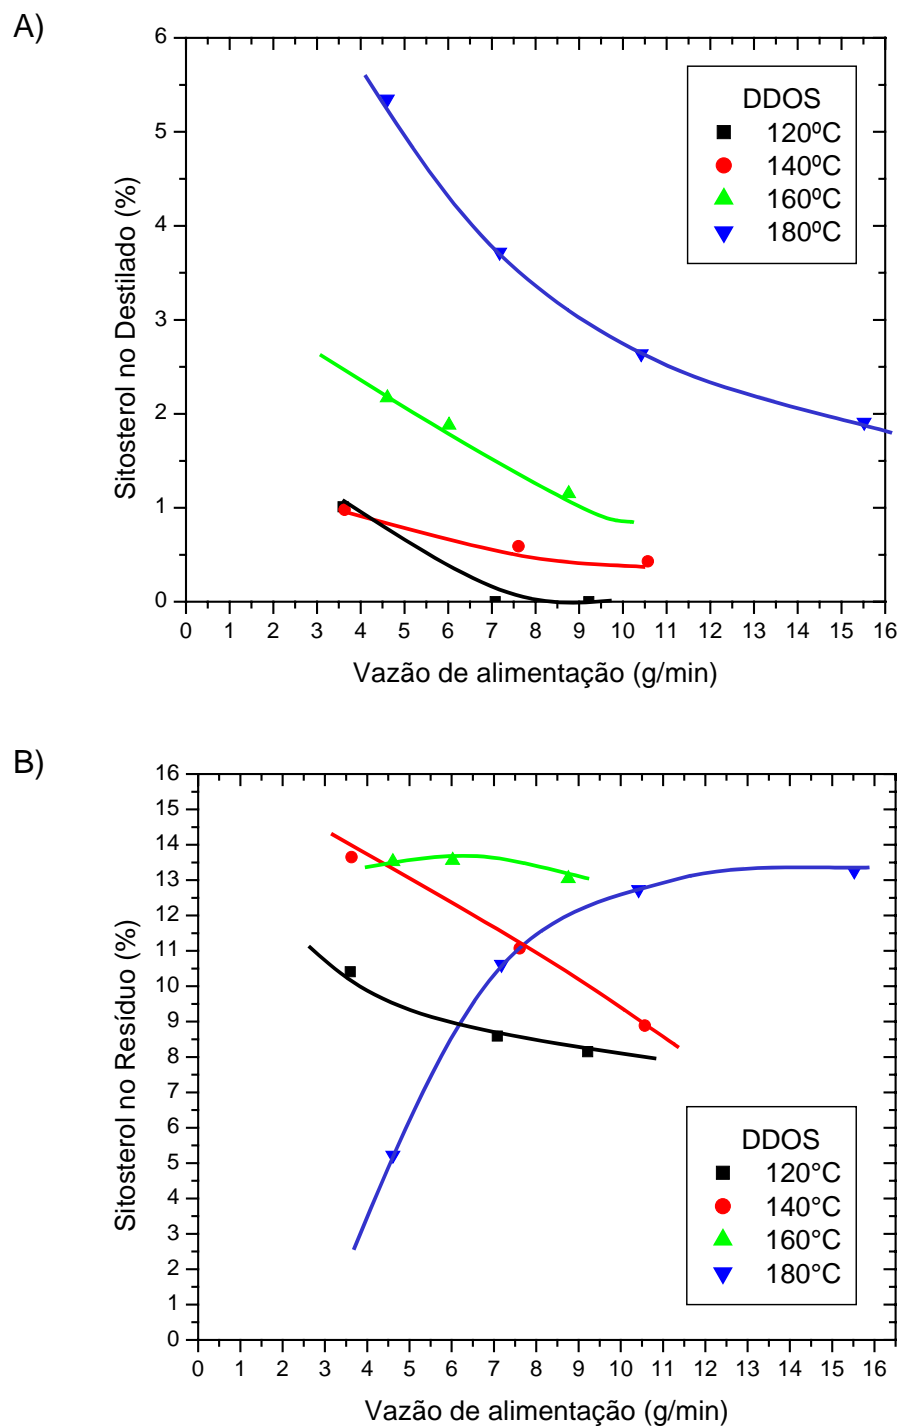 A)
6
5
4
3
2
1
0
Sitosterol no Destilado (%)
DDOS
120ºC
140ºC
160ºC
180ºC
0 1 2 3 4 5 6 7 8 9 10 11 12 13 14 15 16
Vazão de alimentação (g/min)
B)
16
15
14
13
12
11
10
9
8
7
6
5
4
3
2
1
0
Sitosterol no Resíduo (%)
DDOS
120°C
140°C
160°C
180°C
0 1 2 3 4 5 6 7 8 9 10 11 12 13 14 15 16
Vazão de alimentação (g/min)